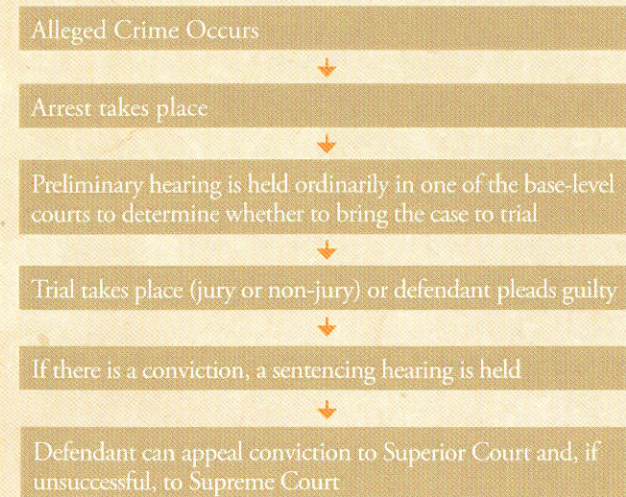 Alleged Crime Occurs
Arrest takes place
Preliminary hearing is held ordinarily in one of the base-level
courts to determine whether to bring the case to trial
Trial takes place (jury or non-jury) or defendant pleads guilty
If there is a conviction, a sentencing hearing is held
Defendant can appeal conviction to Superior Court and, if
unsuccessful, to Supreme Court